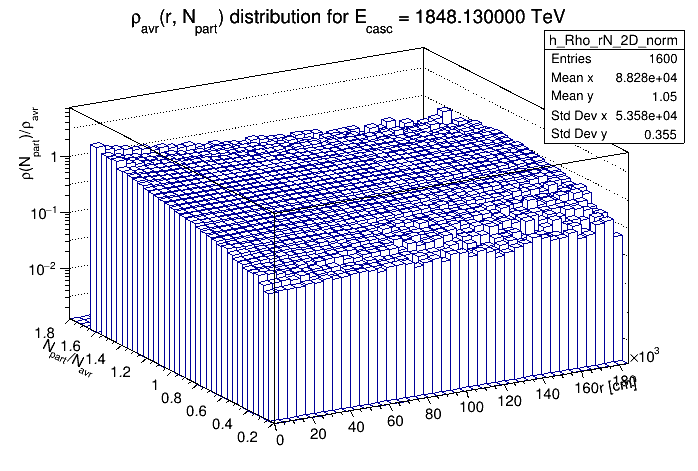 ρavr(r, Npart) distribution for Ecasc = 1848.130000 TeV
h_Rho_rN_2D_norm
Entries 1600
Mean x 8.828e+04
Mean y 1.05
Std Dev x 5.358e+04
Std Dev y 0.355
ρ(Npart)/ρavr
1
10−1
10−2
1.8
1.6
1.4
1.2
1
0.8
0.6
0.4
0.2
Npart/Navr
0
20
40
60
80
100
120
140
160
180
r [cm]
×103